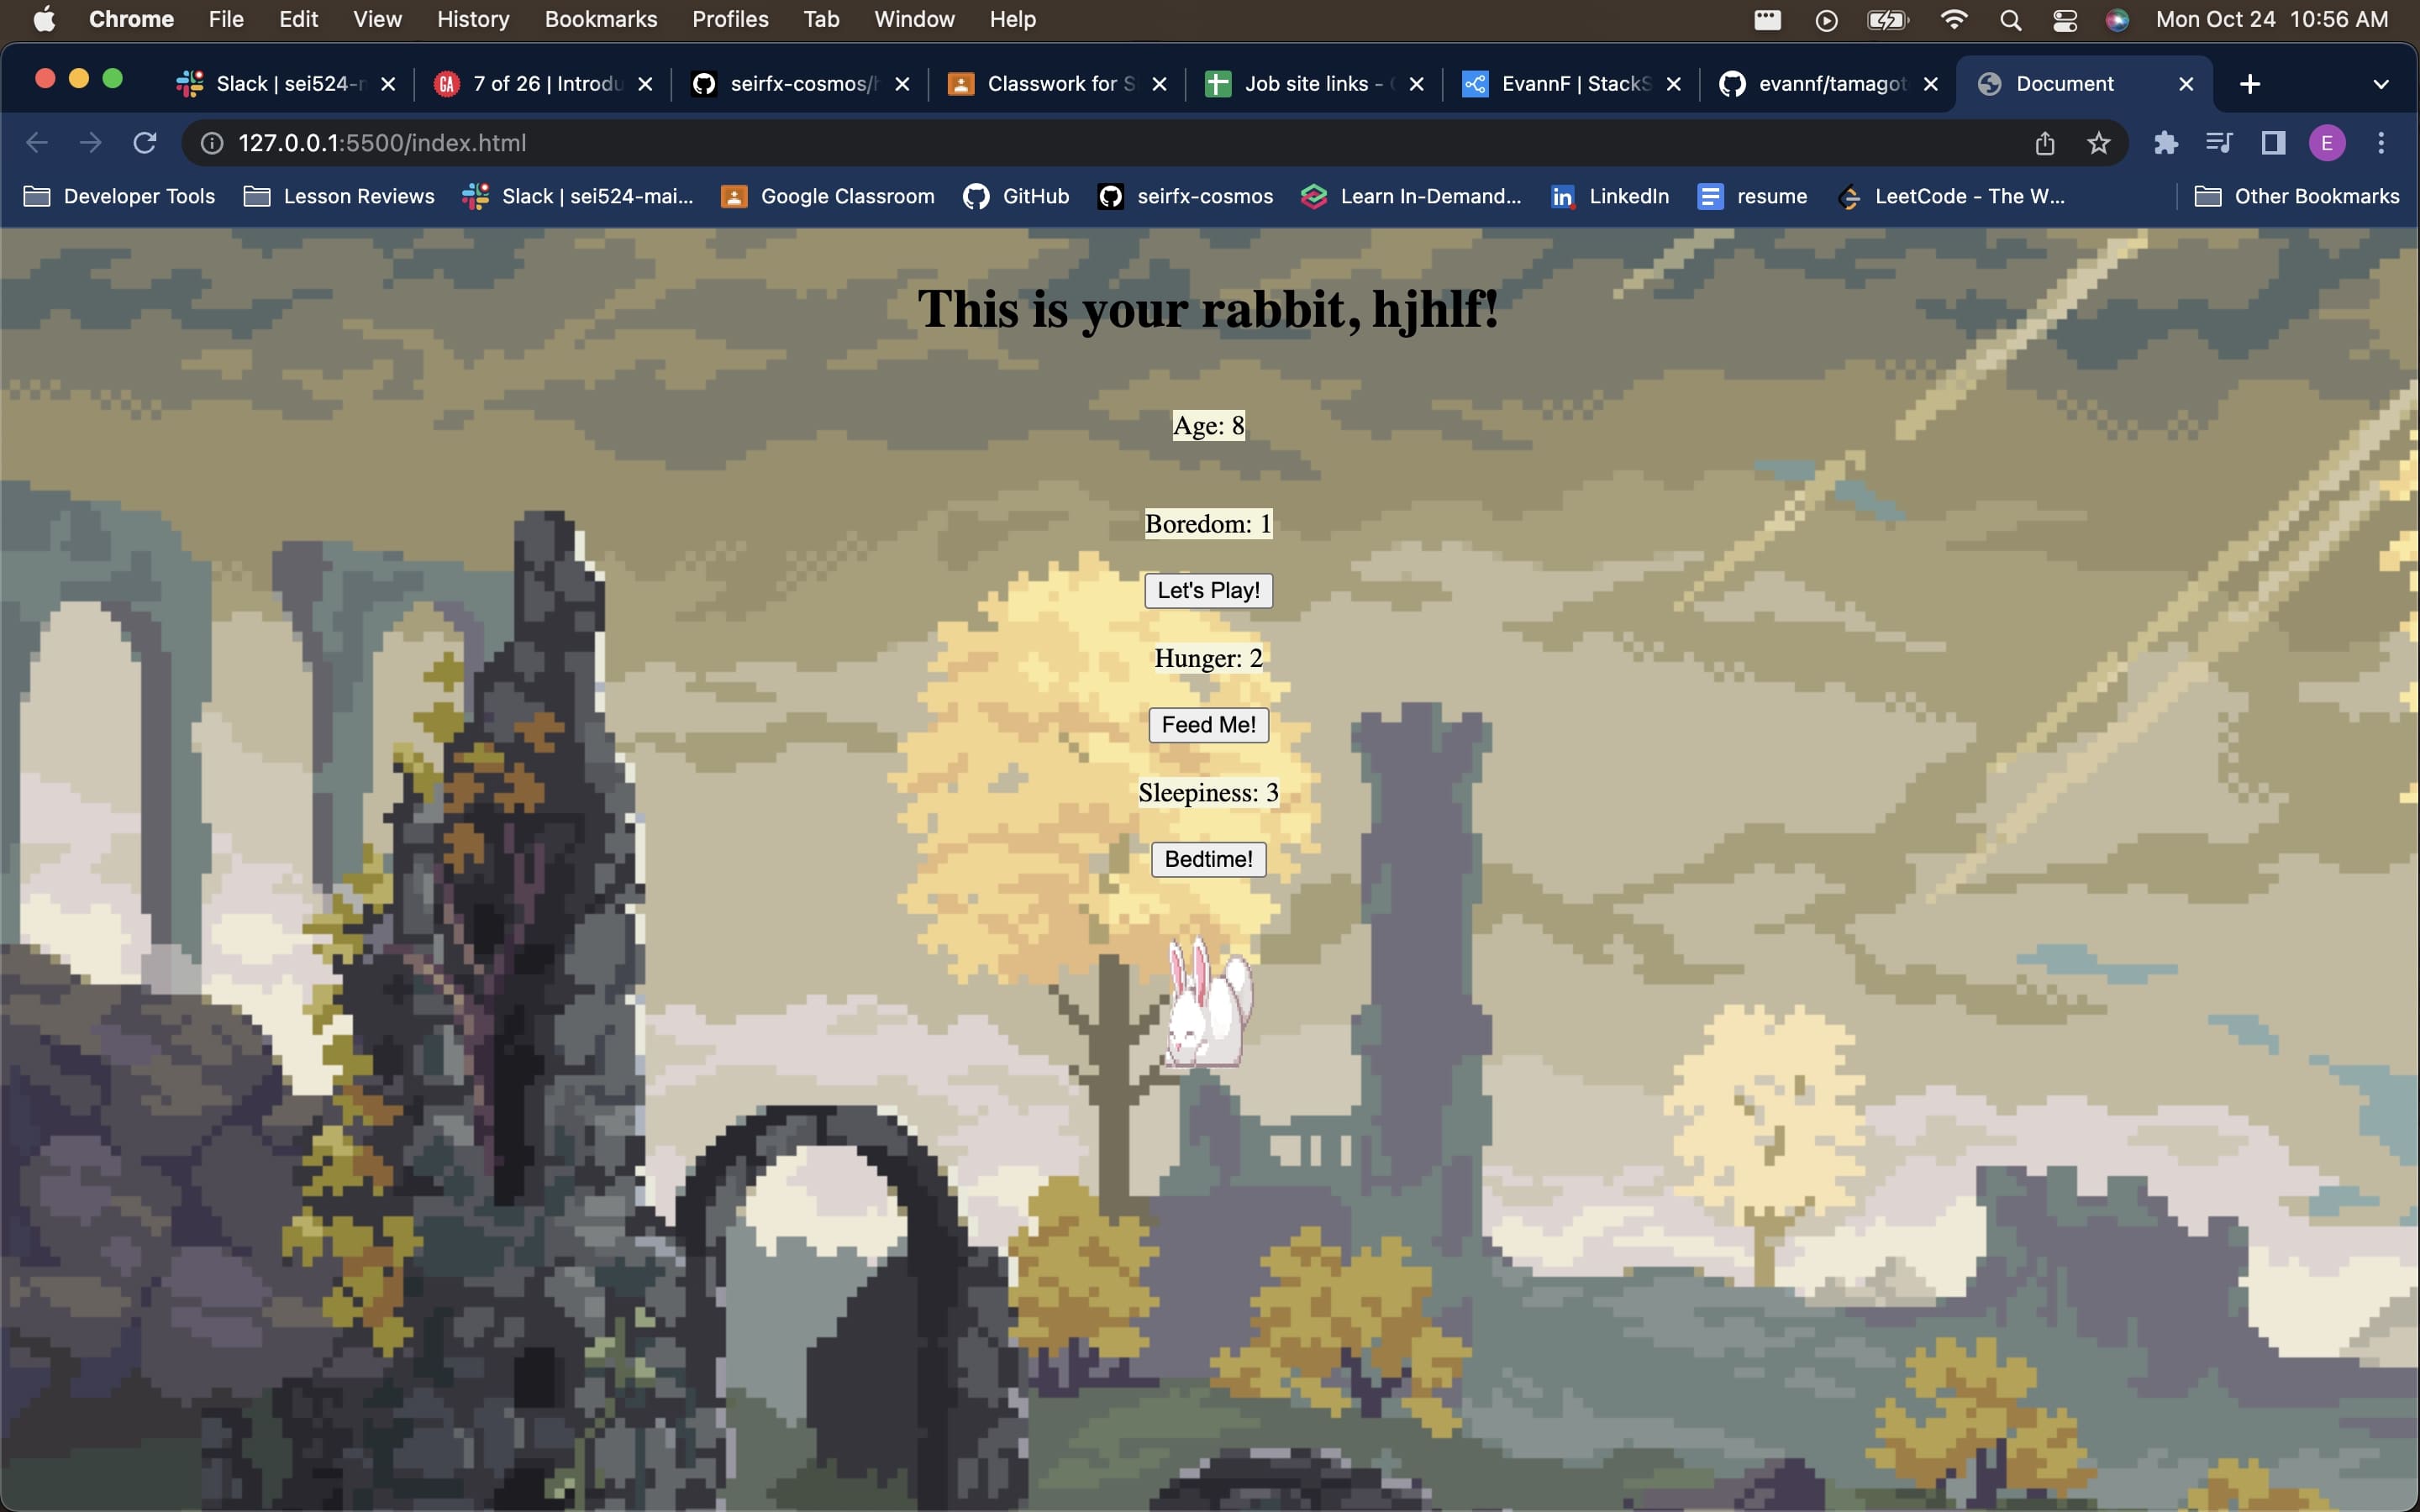 Chrome File Edit View History Bookmarks Profiles Tab Window Help Mon Oct 24 10:56 AM
Slack | sei524-m 7 of 26 | Introdu seirfx-cosmos/h Classwork for S Job site links - EvannF | StackS evannf/tamagot Document
127.0.0.1:5500/index.html E
Developer Tools Lesson Reviews Slack | sei524-mai... Google Classroom GitHub seirfx-cosmos Learn In-Demand... LinkedIn resume LeetCode - The W... Other Bookmarks
This is your rabbit, hjhlf!
Age: 8
Boredom: 1
Let's Play!
Hunger: 2
Feed Me!
Sleepiness: 3
Bedtime!